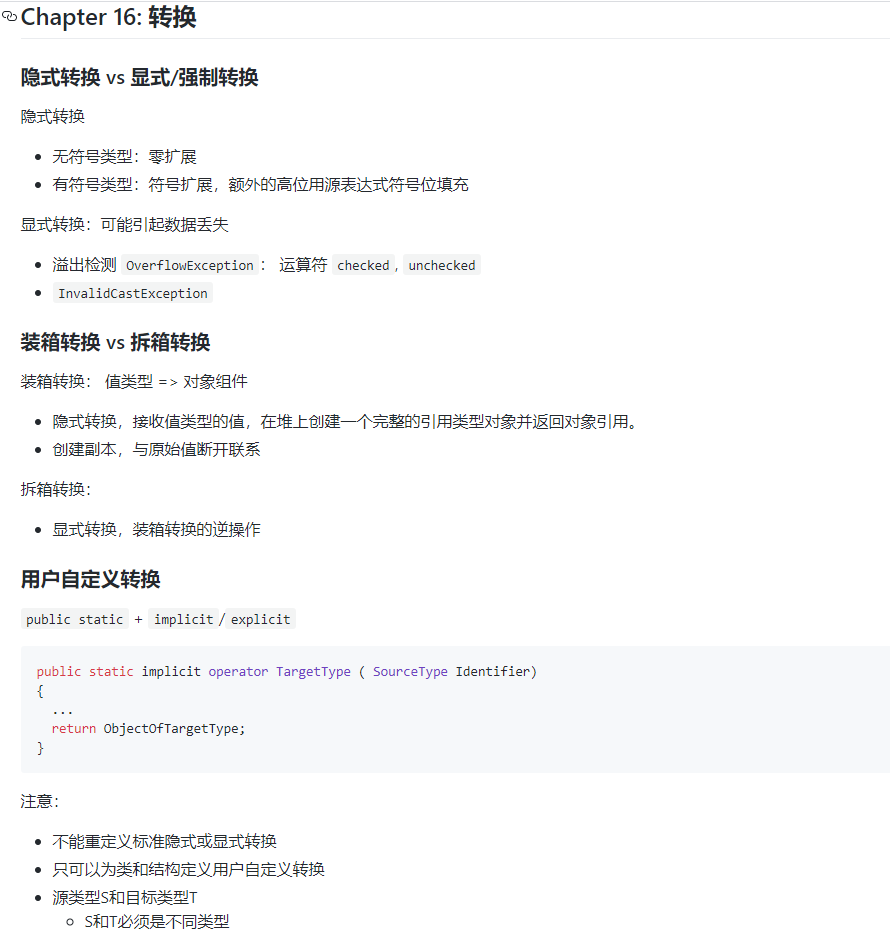 Chapter 16: 转换
隐式转换 vs 显式/强制转换
隐式转换
无符号类型：零扩展
有符号类型：符号扩展，额外的高位用源表达式符号位填充
显式转换：可能引起数据丢失
溢出检测 OverflowException： 运算符 checked, unchecked
InvalidCastException
装箱转换 vs 拆箱转换
装箱转换： 值类型 => 对象组件
隐式转换，接收值类型的值，在堆上创建一个完整的引用类型对象并返回对象引用。
创建副本，与原始值断开联系
拆箱转换：
显式转换，装箱转换的逆操作
用户自定义转换
public static + implicit/explicit
public static implicit operator TargetType ( SourceType Identifier)
{
...
return ObjectOfTargetType;
}
注意：
不能重定义标准隐式或显式转换
只可以为类和结构定义用户自定义转换
源类型S和目标类型T
S和T必须是不同类型